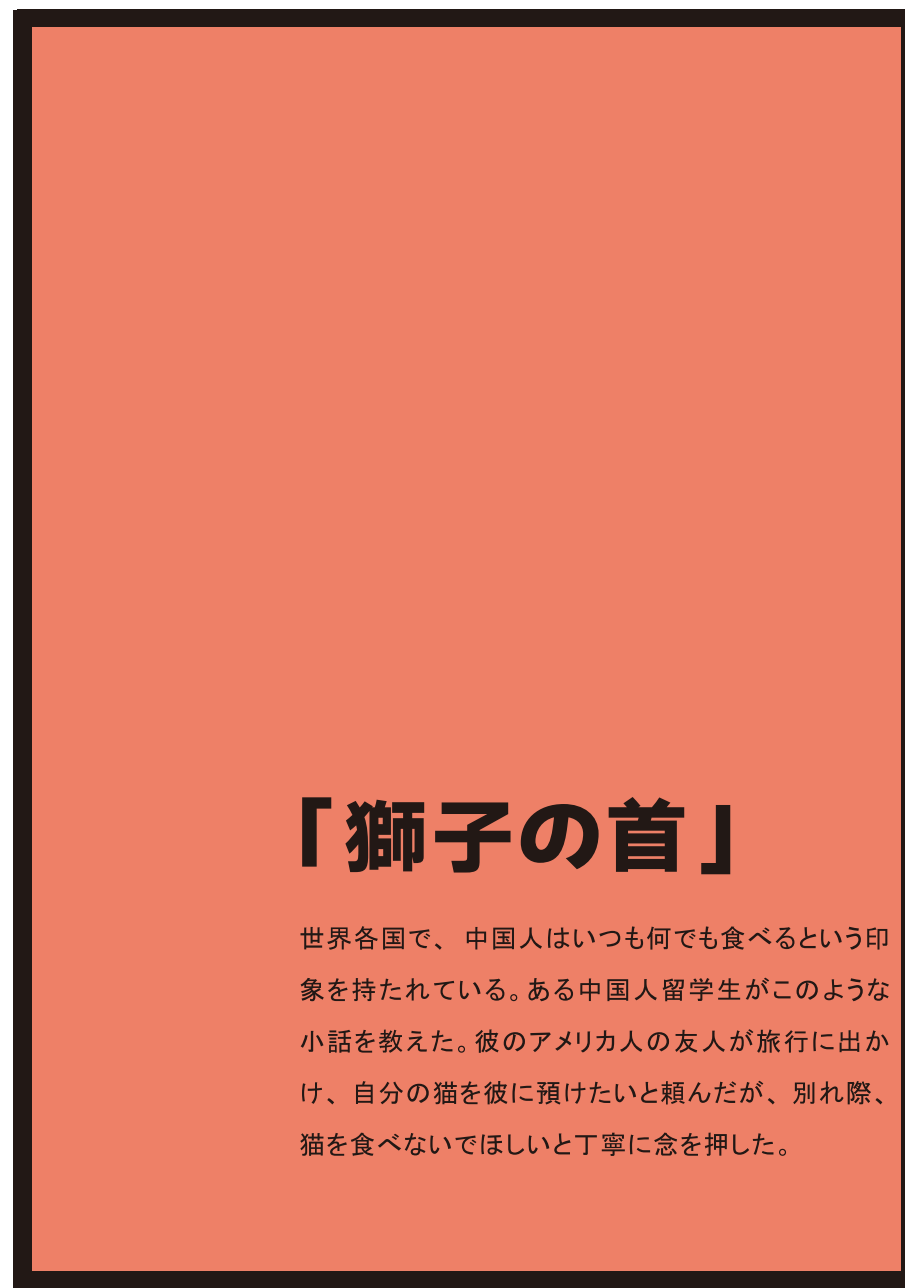 「獅子の首」
世界各国で、中国人はいつも何でも食べるという印
象を持たれている。ある中国人留学生がこのような
小話を教えた。彼のアメリカ人の友人が旅行に出か
け、自分の猫を彼に預けたいと頼んだが、別れ際、
猫を食べないでほしいと丁寧に念を押した。